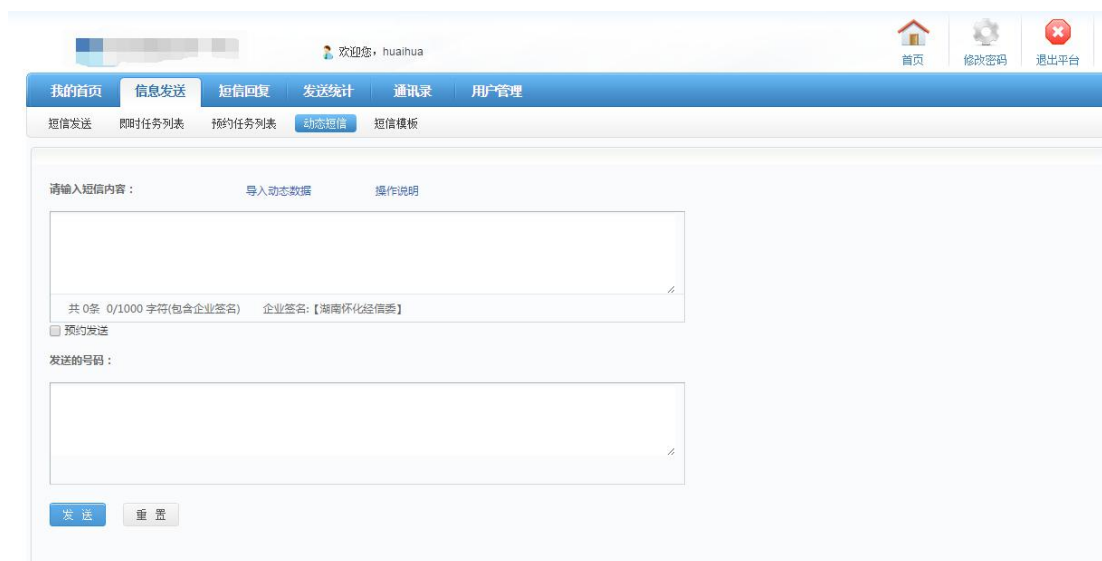 欢迎您，huaihua
首页 修改密码 退出平台
我的首页 信息发送 短信回复 发送统计 通讯录 用户管理
短信发送 即时任务列表 预约任务列表 动态短信 短信模板
请输入短信内容： 导入动态数据 操作说明
共 0条 0/1000 字符(包含企业签名) 企业签名:【湖南怀化经信委】
预约发送
发送的号码：
发 送 重 置